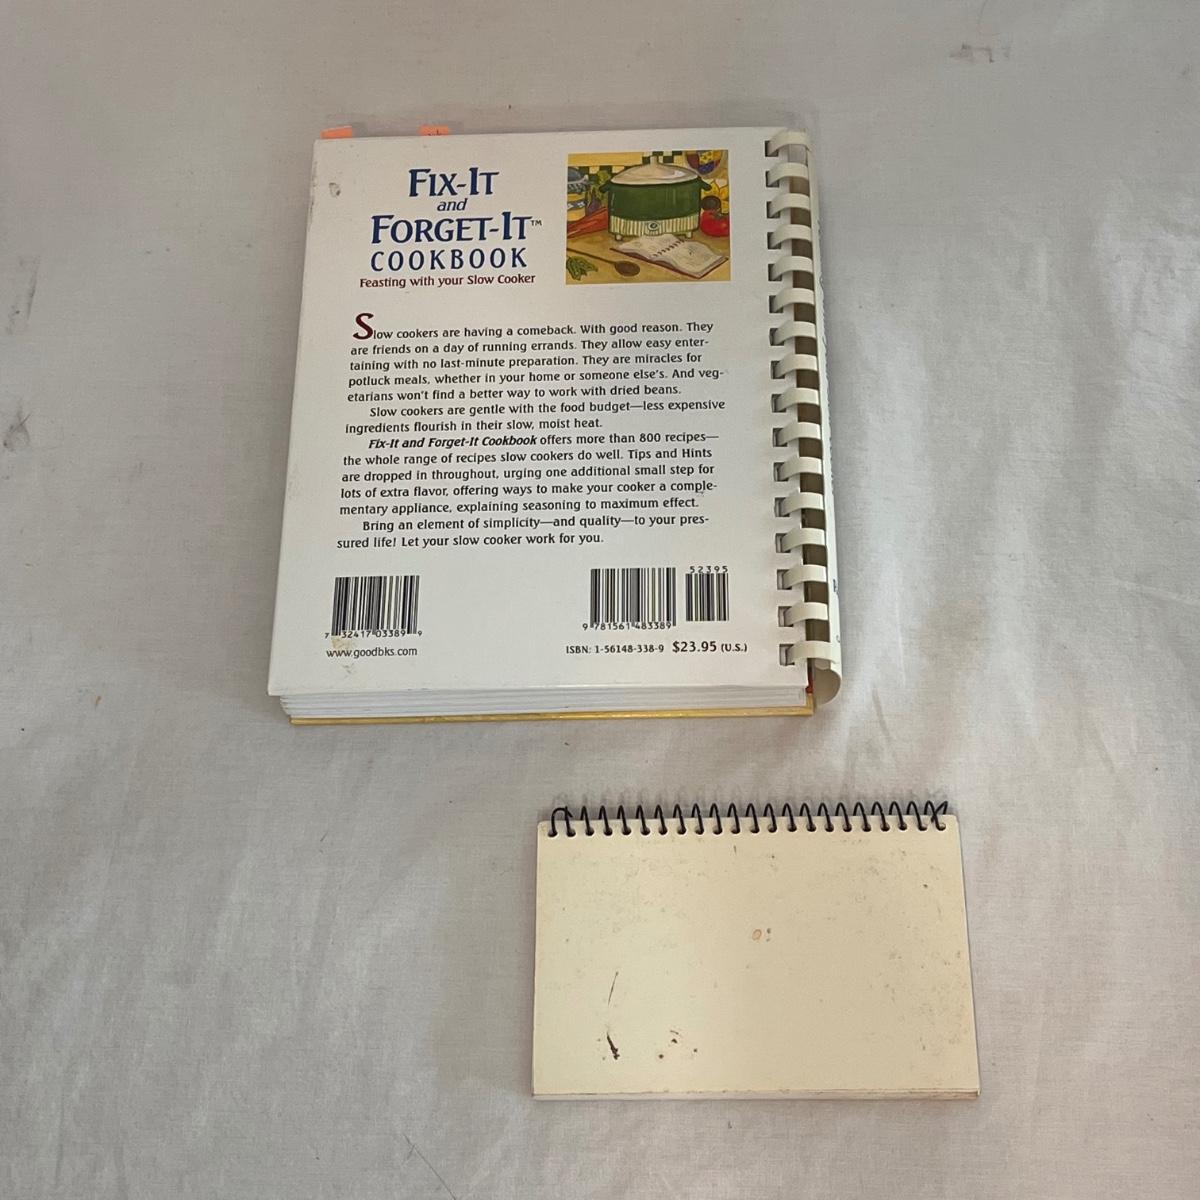 FIX-IT
and
FORGET-IT™
COOKBOOK
Feasting with your Slow Cooker
Slow cookers are having a comeback. With good reason. They
are friends on a day of running errands. They allow easy enter-
taining with no last-minute preparation. They are miracles for
potluck meals, whether in your home or someone else's. And veg-
etarians won't find a better way to work with dried beans.
Slow cookers are gentle with the food budget—less expensive
ingredients flourish in their slow, moist heat.
Fix-It and Forget-It Cookbook offers more than 800 recipes—
the whole range of recipes slow cookers do well. Tips and Hints
are dropped in throughout, urging one additional small step for
lots of extra flavor, offering ways to make your cooker a comple-
mentary appliance, explaining seasoning to maximum effect.
Bring an element of simplicity—and quality—to your pres-
sured life! Let your slow cooker work for you.
7 32417 03389 9
www.goodbks.com
52395
9 781561 483389
ISBN: 1-56148-338-9 $23.95 (U.S.)